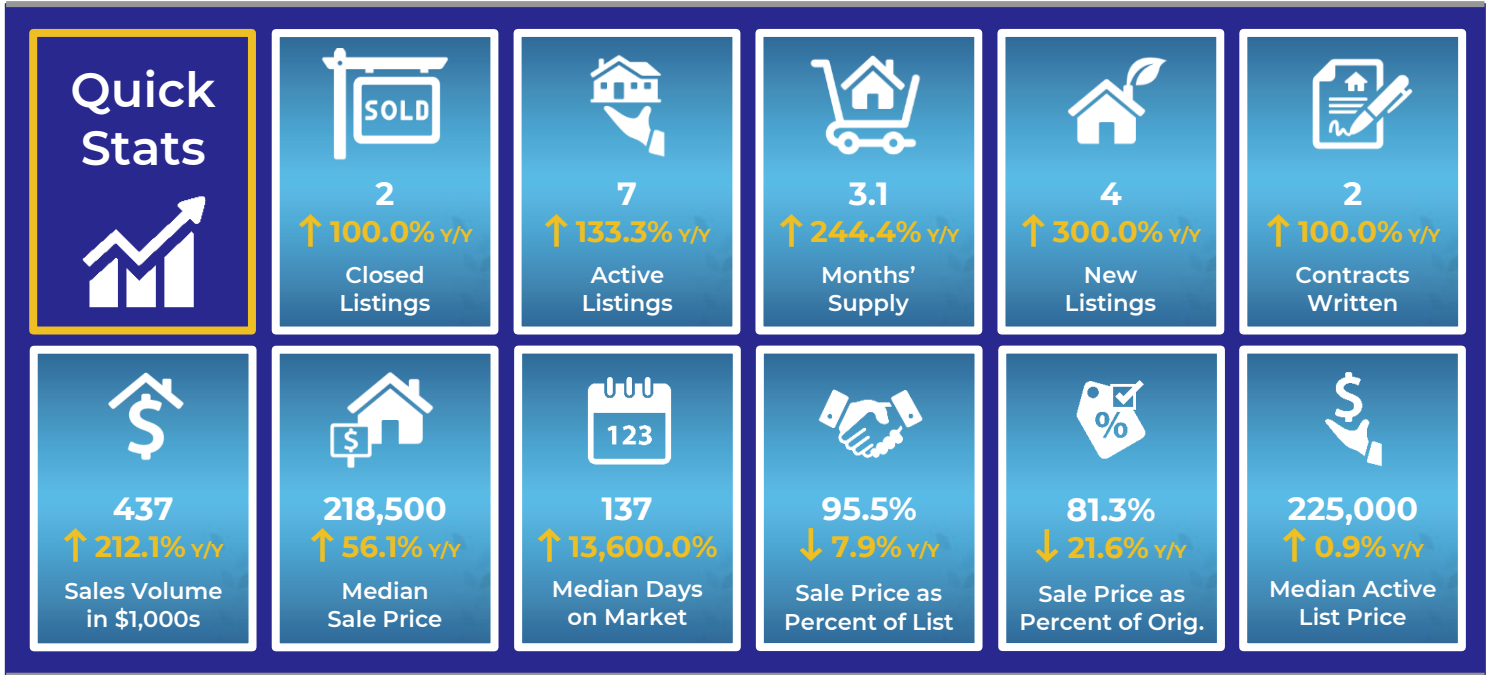 Quick
Stats
SOLD
2
↑ 100.0% Y/Y
Closed
Listings
7
↑ 133.3% Y/Y
Active
Listings
3.1
↑ 244.4% Y/Y
Months’
Supply
4
↑ 300.0% Y/Y
New
Listings
2
↑ 100.0% Y/Y
Contracts
Written
$
437
↑ 212.1% Y/Y
Sales Volume
in $1,000s
$
218,500
↑ 56.1% Y/Y
Median
Sale Price
123
137
↑ 13,600.0%
Median Days
on Market
95.5%
↓ 7.9% Y/Y
Sale Price as
Percent of List
%
81.3%
↓ 21.6% Y/Y
Sale Price as
Percent of Orig.
$
225,000
↑ 0.9% Y/Y
Median Active
List Price